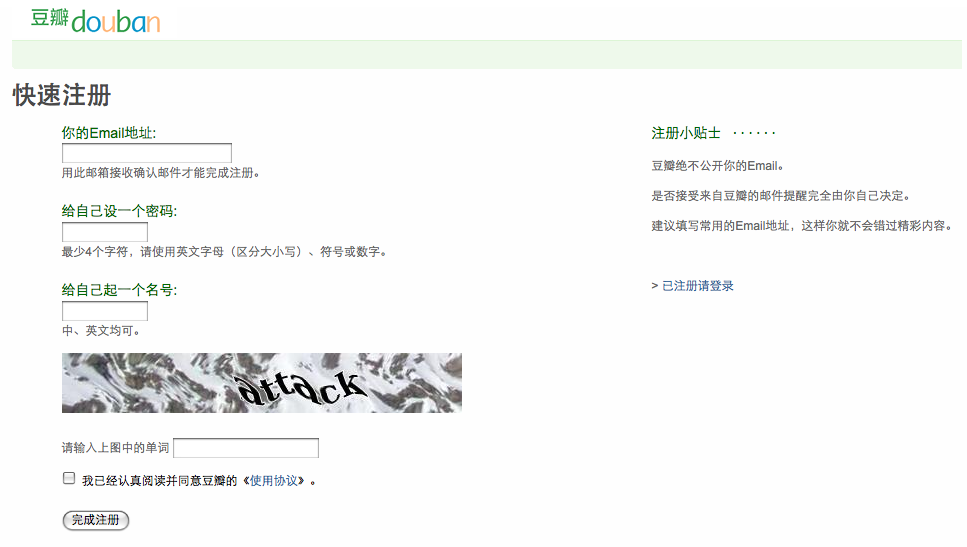 豆瓣douban
快速注册
你的Email地址:
用此邮箱接收确认邮件才能完成注册。
给自己设一个密码:
最少4个字符，请使用英文字母（区分大小写）、符号或数字。
给自己起一个名号:
中、英文均可。
attack
请输入上图中的单词
我已经认真阅读并同意豆瓣的《使用协议》。
完成注册
注册小贴士 · · · · · ·
豆瓣绝不公开你的Email。
是否接受来自豆瓣的邮件提醒完全由你自己决定。
建议填写常用的Email地址，这样你就不会错过精彩内容。
> 已注册请登录